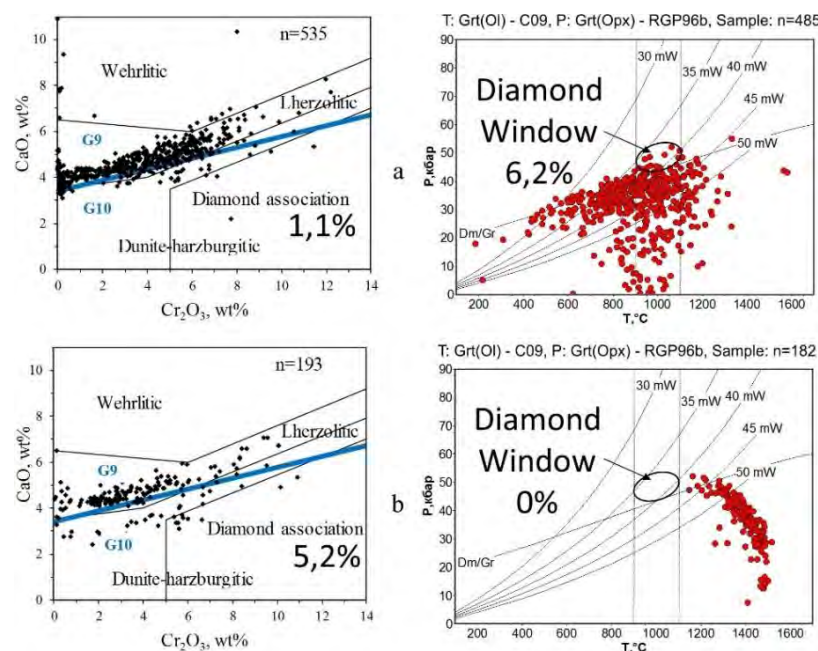 n=535
CaO, wt%
10
8
6
4
2
0
Wehrlitic
Lherzolitic
G9
G10
Diamond association
1,1%
Dunite-harzburgitic
0 2 4 6 8 10 12 14
Cr2O3, wt%
a
T: Grt(Ol) - C09, P: Grt(Opx) - RGP96b, Sample: n=485
Р,кбар
90
80
70
60
50
40
30
20
10
0
30 mW
35 mW
40 mW
45 mW
50 mW
Diamond
Window
6,2%
Dm/Gr
200 400 600 800 1000 1200 1400 1600
T,°C
n=193
CaO, wt%
10
8
6
4
2
0
Wehrlitic
Lherzolitic
G9
G10
Diamond association
5,2%
Dunite-harzburgitic
0 2 4 6 8 10 12 14
Cr2O3, wt%
b
T: Grt(Ol) - C09, P: Grt(Opx) - RGP96b, Sample: n=182
Р,кбар
90
80
70
60
50
40
30
20
10
0
30 mW
35 mW
40 mW
45 mW
50 mW
Diamond
Window
0%
Dm/Gr
200 400 600 800 1000 1200 1400 1600
T,°C